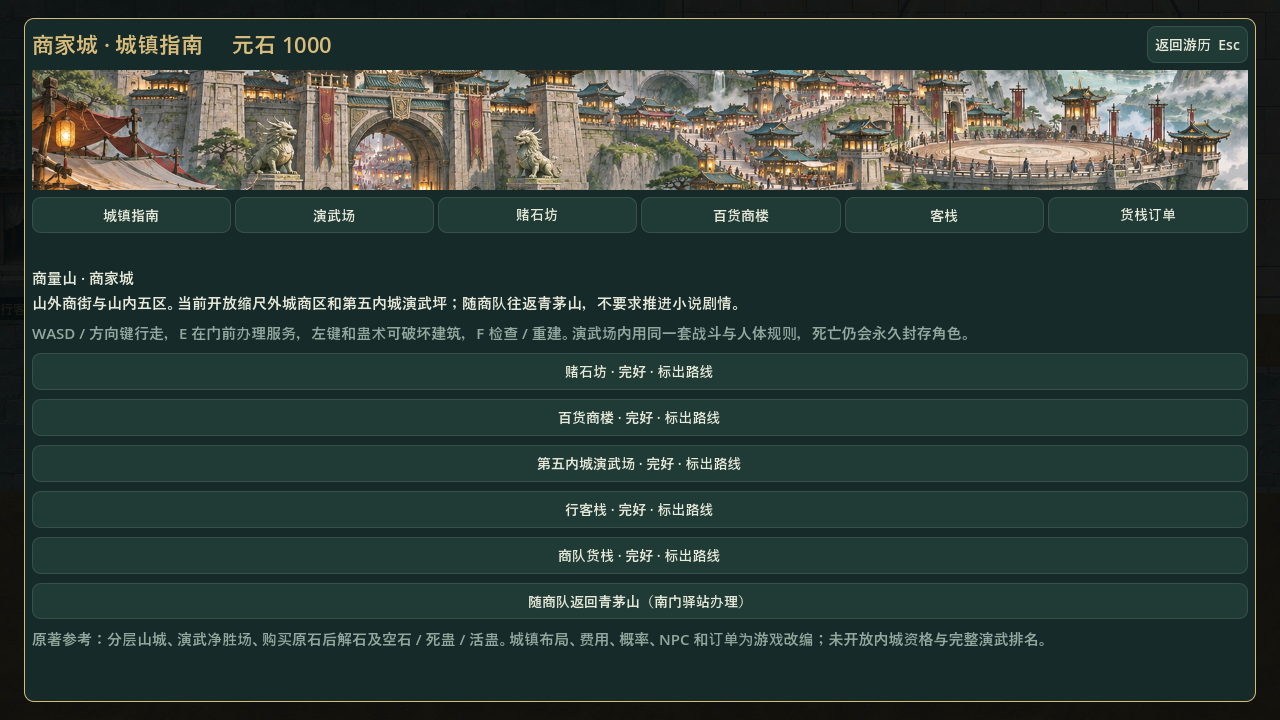 商家城 · 城镇指南 元石 1000
返回游历 Esc
城镇指南 演武场 赌石坊 百货商楼 客栈 货栈订单
商量山 · 商家城
山外商街与山内五区。当前开放缩尺外城商区和第五内城演武坪；随商队往返青茅山，不要求推进小说剧情。
WASD / 方向键行走，E 在门前办理服务，左键和蛊术可破坏建筑，F 检查 / 重建。演武场内用同一套战斗与人体规则，死亡仍会永久封存角色。
赌石坊 · 完好 · 标出路线
百货商楼 · 完好 · 标出路线
第五内城演武场 · 完好 · 标出路线
行客栈 · 完好 · 标出路线
商队货栈 · 完好 · 标出路线
随商队返回青茅山（南门驿站办理）
原著参考：分层山城、演武净胜场、购买原石后解石及空石 / 死蛊 / 活蛊。城镇布局、费用、概率、NPC 和订单为游戏改编；未开放内城资格与完整演武排名。